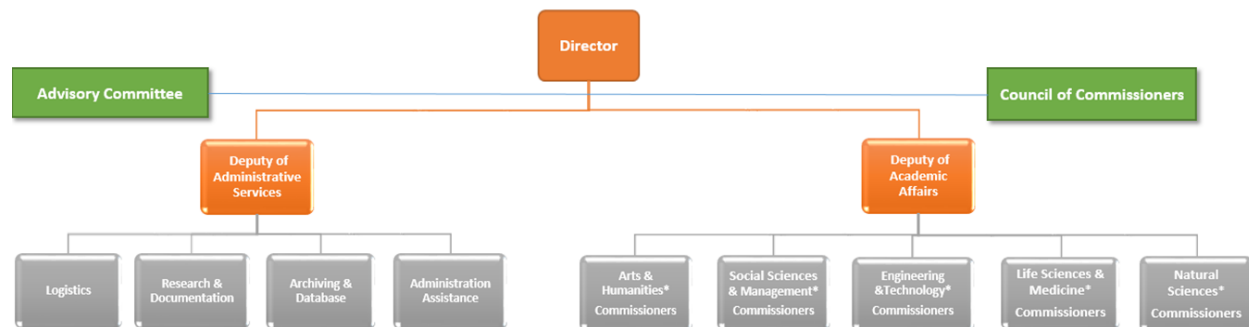 Director
Advisory Committee
Council of Commissioners
Deputy of
Administrative
Services
Deputy of
Academic
Affairs
Logistics
Research &
Documentation
Archiving &
Database
Administration
Assistance
Arts &
Humanities*
Commissioners
Social Sciences
& Management*
Commissioners
Engineering
&Technology*
Commissioners
Life Sciences &
Medicine*
Commissioners
Natural
Sciences*
Commissioners